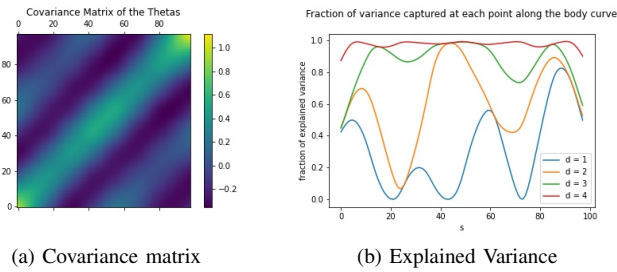 Covariance Matrix of the Thetas
0 20 40 60 80
80
60
40
20
0
1.0
0.8
0.6
0.4
0.2
0.0
−0.2
(a) Covariance matrix
Fraction of variance captured at each point along the body curve
fraction of explained variance
1.0
0.8
0.6
0.4
0.2
0.0
0 20 40 60 80 100
s
d = 1
d = 2
d = 3
d = 4
(b) Explained Variance